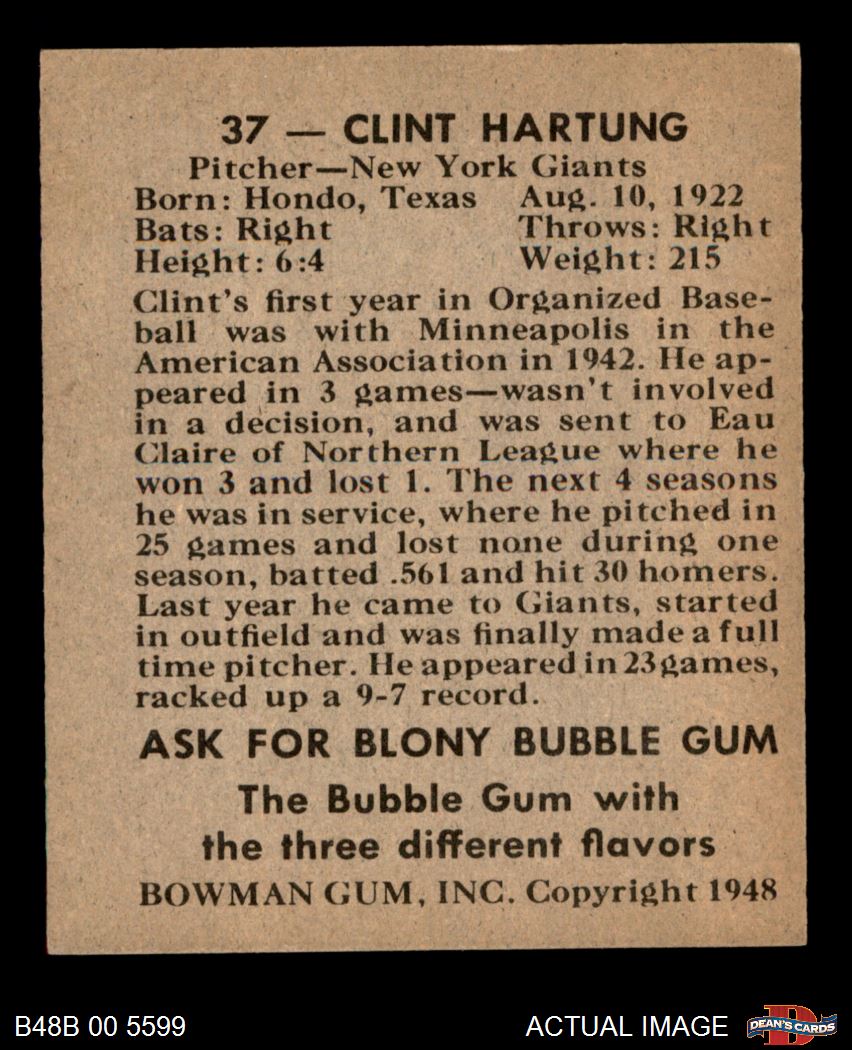 37 — CLINT HARTUNG
Pitcher—New York Giants
Born: Hondo, Texas Aug. 10, 1922
Bats: Right Throws: Right
Height: 6:4 Weight: 215
Clint's first year in Organized Base-
ball was with Minneapolis in the
American Association in 1942. He ap-
peared in 3 games—wasn't involved
in a decision, and was sent to Eau
Claire of Northern League where he
won 3 and lost 1. The next 4 seasons
he was in service, where he pitched in
25 games and lost none during one
season, batted .561 and hit 30 homers.
Last year he came to Giants, started
in outfield and was finally made a full
time pitcher. He appeared in 23 games,
racked up a 9-7 record.
ASK FOR BLONY BUBBLE GUM
The Bubble Gum with
the three different flavors
BOWMAN GUM, INC. Copyright 1948
B48B 00 5599 ACTUAL IMAGE DEAN'S CARDS